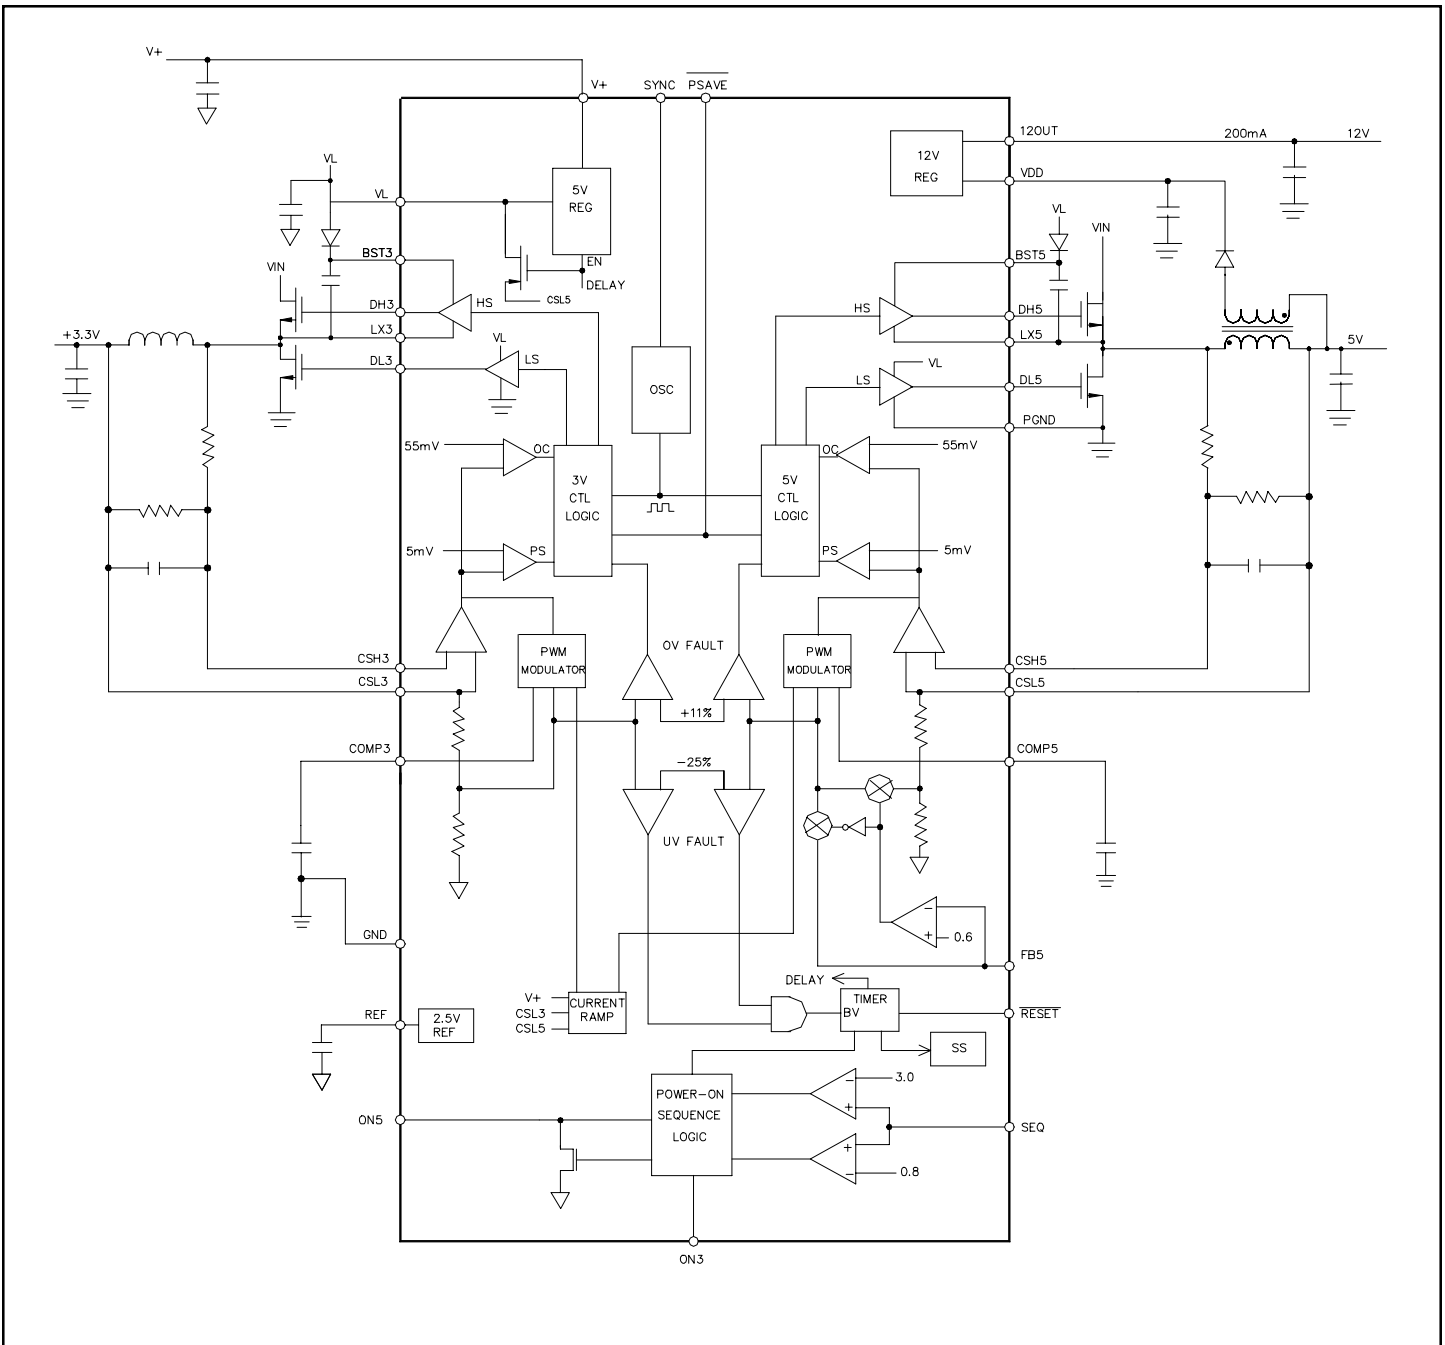 V+
V+
SYNC
PSAVE
12OUT
200mA
12V
12V
REG
VDD
VL
VL
5V
REG
VL
VIN
BST3
BST5
EN
DELAY
VIN
CSL5
DH3
HS
HS
DH5
+3.3V
LX3
LX5
VL
5V
DL3
LS
VL
LS
DL5
OSC
PGND
55mV
OC
OC
55mV
3V
CTL
LOGIC
5V
CTL
LOGIC
5mV
PS
PS
5mV
OV FAULT
PWM
MODULATOR
PWM
MODULATOR
CSH3
CSH5
CSL3
CSL5
+11%
COMP3
COMP5
-25%
UV FAULT
-
+
0.6
GND
FB5
DELAY
V+
CSL3
CSL5
CURRENT
RAMP
TIMER
BV
RESET
REF
2.5V
REF
SS
POWER-ON
SEQUENCE
LOGIC
-
3.0
+
ON5
SEQ
+
-
0.8
ON3